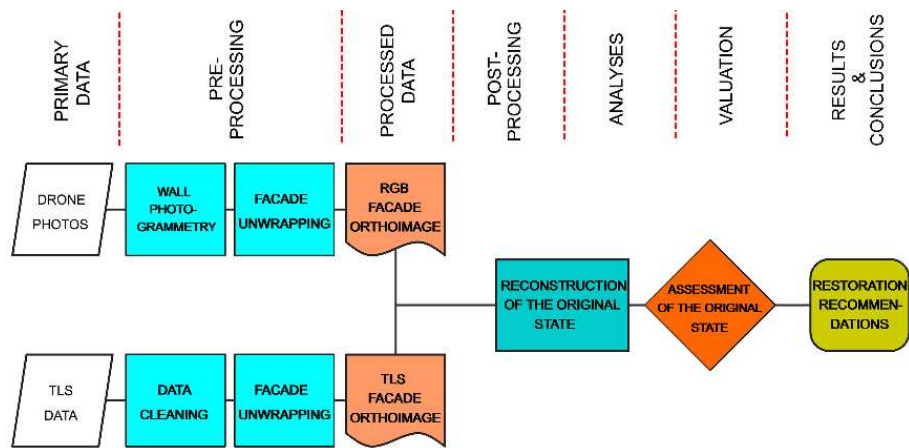 PRIMARY
DATA
PRE-
PROCESSING
PROCESSED
DATA
POST-
PROCESSING
ANALYSES
VALUATION
RESULTS
&
CONCLUSIONS
DRONE
PHOTOS
WALL
PHOTO-
GRAMMETRY
FACADE
UNWRAPPING
RGB
FACADE
ORTHOIMAGE
RECONSTRUCTION
OF THE ORIGINAL
STATE
ASSESSMENT
OF THE ORIGINAL
STATE
RESTORATION
RECOMMEN-
DATIONS
TLS
DATA
DATA
CLEANING
FACADE
UNWRAPPING
TLS
FACADE
ORTHOIMAGE